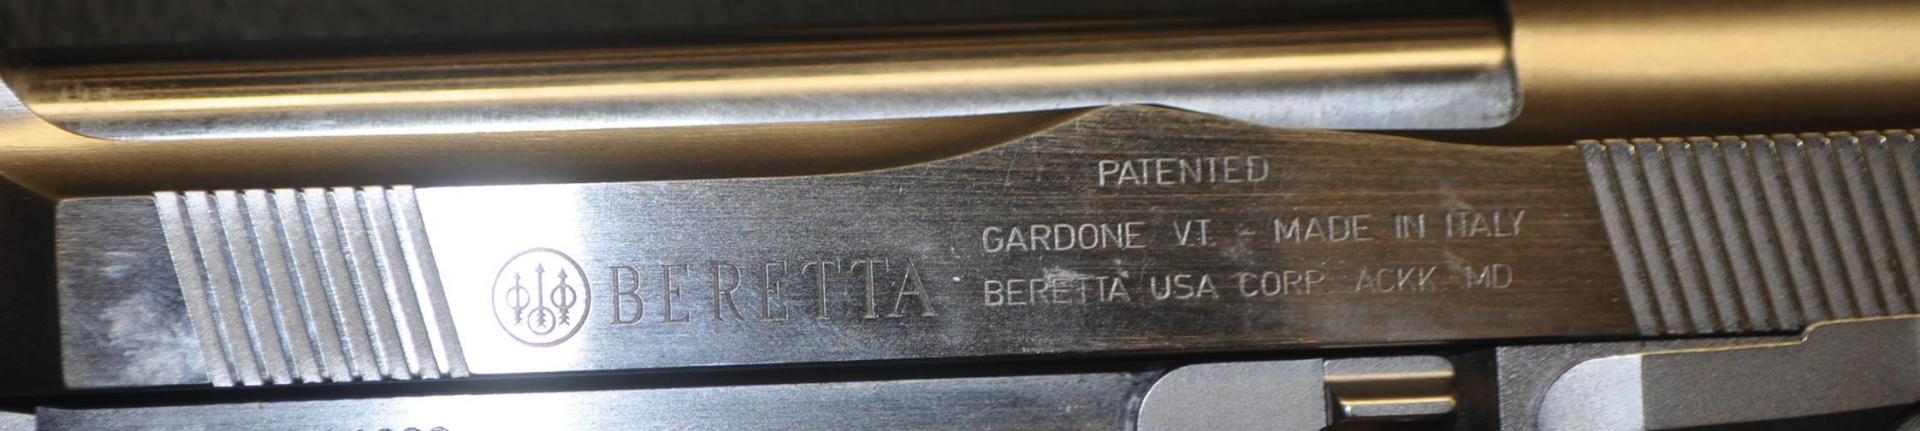 PATENTED
BERETTA
GARDONE V.T. - MADE IN ITALY
BERETTA USA CORP. ACKK. MD